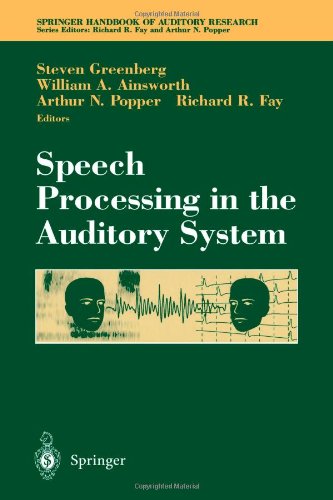 SPRINGER HANDBOOK OF AUDITORY RESEARCH
Series Editors: Richard R. Fay and Arthur N. Popper
Steven Greenberg
William A. Ainsworth
Arthur N. Popper Richard R. Fay
Editors
Speech
Processing in the
Auditory System
Springer